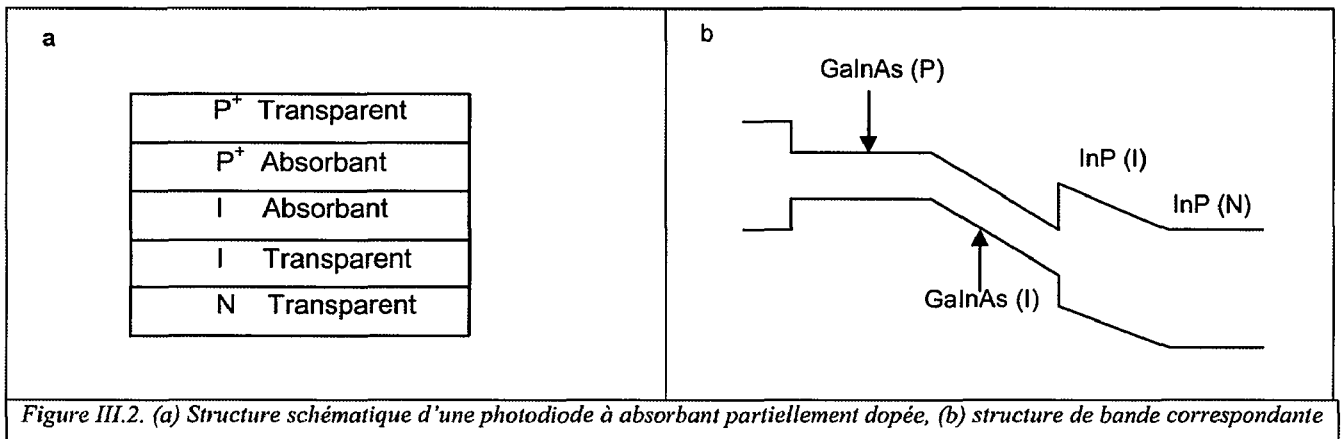 a
P⁺ Transparent
P⁺ Absorbant
I Absorbant
I Transparent
N Transparent
b
GaInAs (P)
InP (I)
InP (N)
GaInAs (I)
Figure III.2. (a) Structure schématique d'une photodiode à absorbant partiellement dopée, (b) structure de bande correspondante